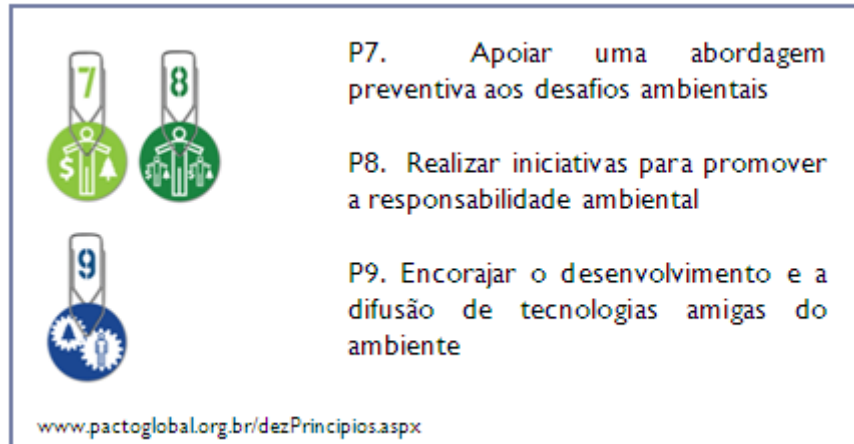 7
8
P7. Apoiar uma abordagem
preventiva aos desafios ambientais
P8. Realizar iniciativas para promover
a responsabilidade ambiental
9
P9. Encorajar o desenvolvimento e a
difusão de tecnologias amigas do
ambiente
$
$
$
www.pactoglobal.org.br/dezPrincipios.aspx